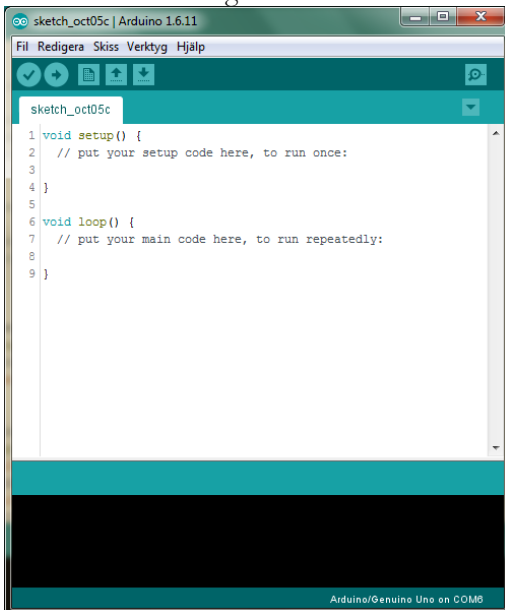 sketch_oct05c | Arduino 1.6.11
Fil Redigera Skiss Verktyg Hjälp
sketch_oct05c
1 void setup() {
2   // put your setup code here, to run once:
3
4 }
5
6 void loop() {
7   // put your main code here, to run repeatedly:
8
9 }
Arduino/Genuino Uno on COM6